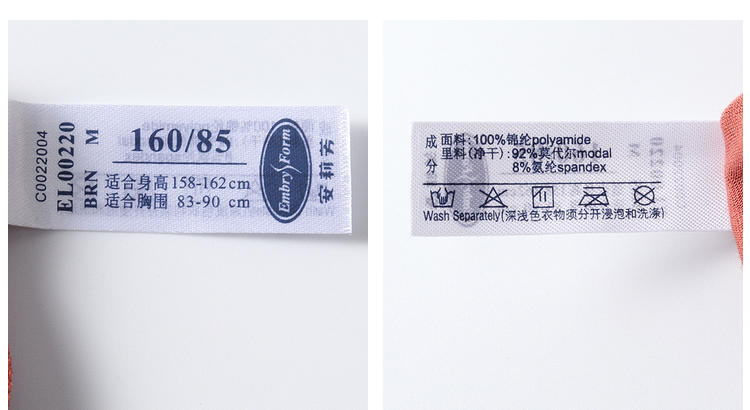 C0022004
EL00220
BRN M
160/85
适合身高158-162cm
适合胸围 83-90 cm
Embry Form
安莉芳
成 面料:100%锦纶polyamide
里料(净干):92%莫代尔modal
分 8%氨纶spandex
Wash Separately(深浅色衣物须分开浸泡和洗涤)